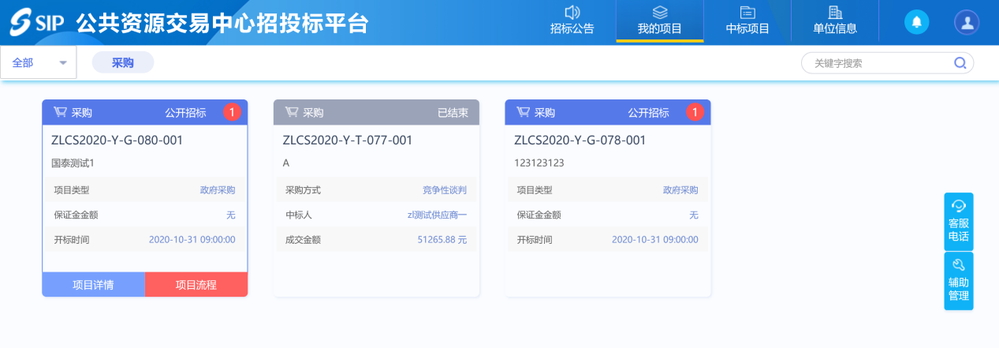 SIP 公共资源交易中心招投标平台
招标公告 我的项目 中标项目 单位信息
全部 采购 关键字搜索
采购 公开招标 1
ZLCS2020-Y-G-080-001
国泰测试1
项目类型 政府采购
保证金金额 无
开标时间 2020-10-31 09:00:00
项目详情 项目流程
采购 已结束
ZLCS2020-Y-T-077-001
A
采购方式 竞争性谈判
中标人 zl测试供应商一
成交金额 51265.88 元
采购 公开招标 1
ZLCS2020-Y-G-078-001
123123123
项目类型 政府采购
保证金金额 无
开标时间 2020-10-31 09:00:00
客服
电话
辅助
管理